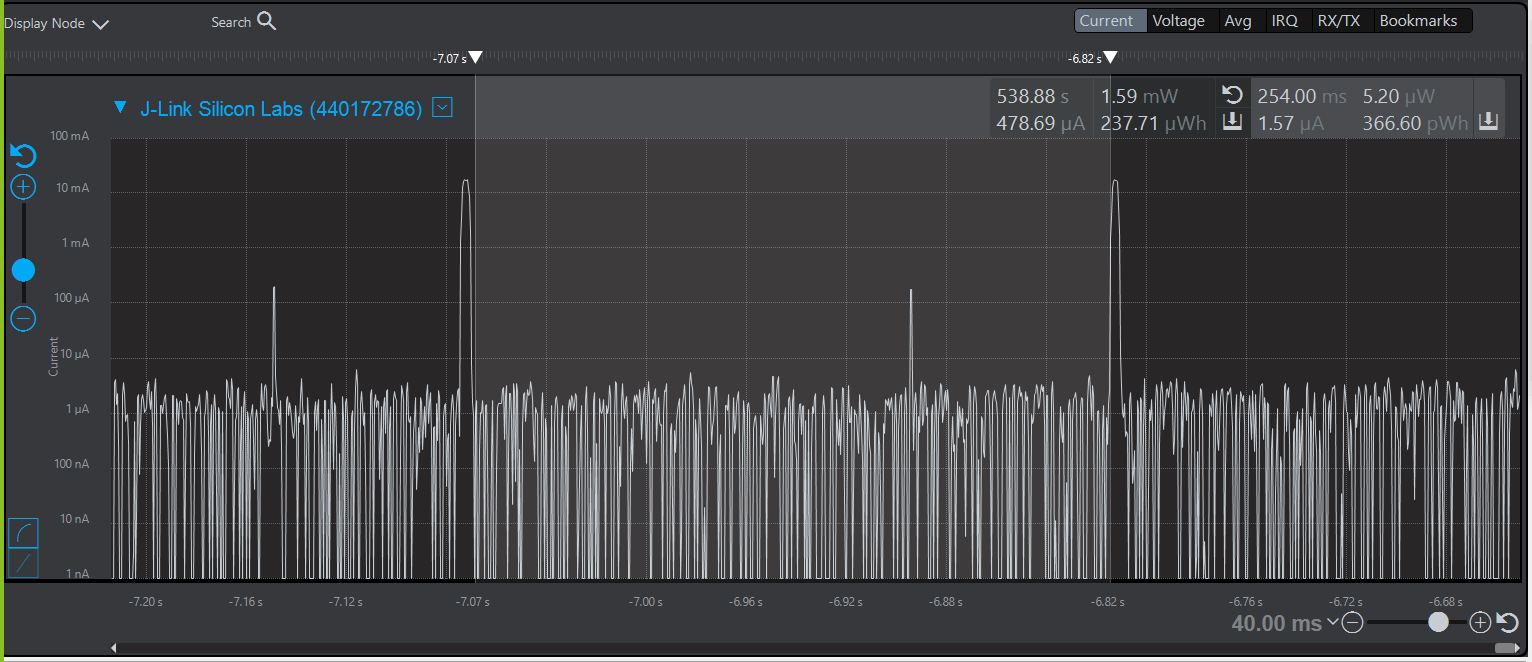 Display Node
Search
Current Voltage Avg IRQ RX/TX Bookmarks
-7.07 s -6.82 s
J-Link Silicon Labs (440172786)
538.88 s 1.59 mW 254.00 ms 5.20 µW
478.69 µA 237.71 µWh 1.57 µA 366.60 pWh
100 mA
10 mA
1 mA
100 µA
10 µA
1 µA
100 nA
10 nA
1 nA
Current
-7.20 s -7.16 s -7.12 s -7.07 s -7.00 s -6.96 s -6.92 s -6.88 s -6.82 s -6.76 s -6.72 s -6.68 s
40.00 ms